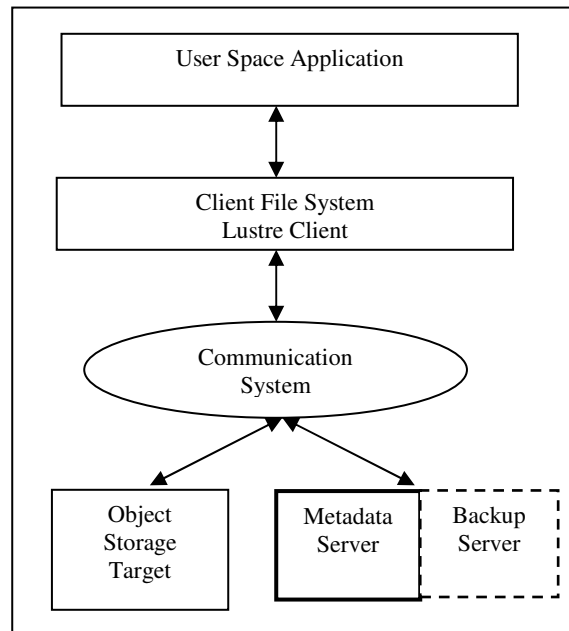 User Space Application
Client File System
Lustre Client
Communication
System
Object
Storage
Target
Metadata
Server
Backup
Server